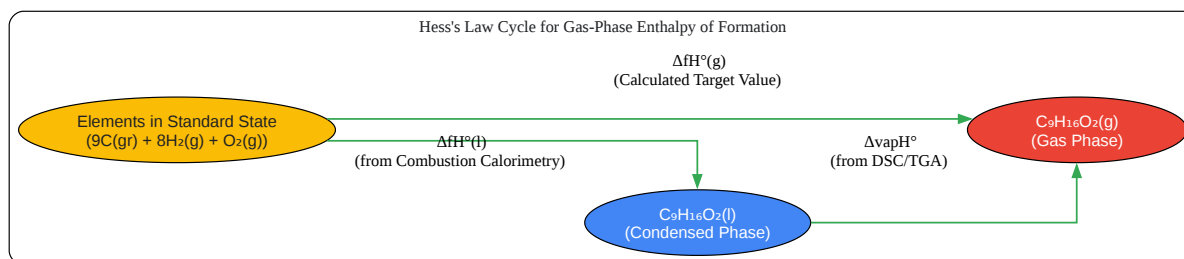 Hess's Law Cycle for Gas-Phase Enthalpy of Formation
ΔfH°(g)
(Calculated Target Value)
Elements in Standard State
(9C(gr) + 8H₂(g) + O₂(g))
C₉H₁₆O₂(g)
(Gas Phase)
ΔfH°(l)
(from Combustion Calorimetry)
ΔvapH°
(from DSC/TGA)
C₉H₁₆O₂(l)
(Condensed Phase)